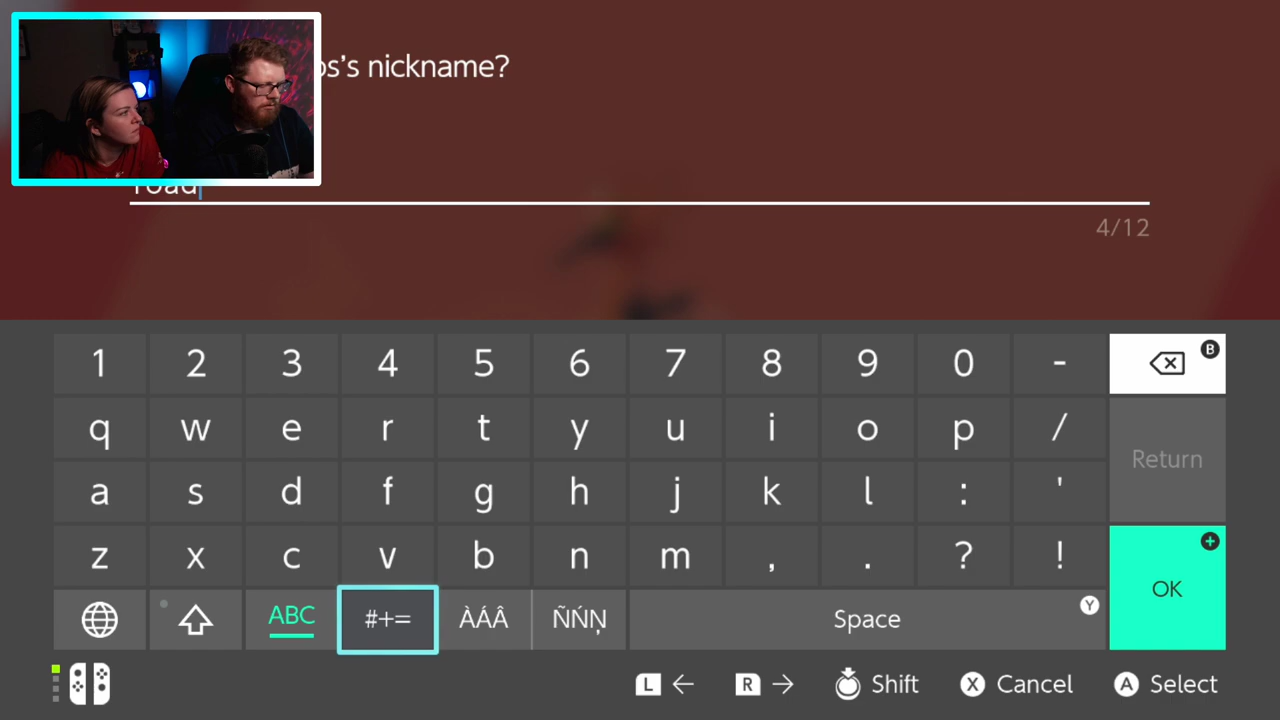 nickname?
road
4/12
1 2 3 4 5 6 7 8 9 0 - B
q w e r t y u i o p /
Return
a s d f g h j k l : '
z x c v b n m , . ? ! +
OK
ABC #+= ÀÁÂ ÑŃŅ Space Y
L ← R → Shift X Cancel A Select